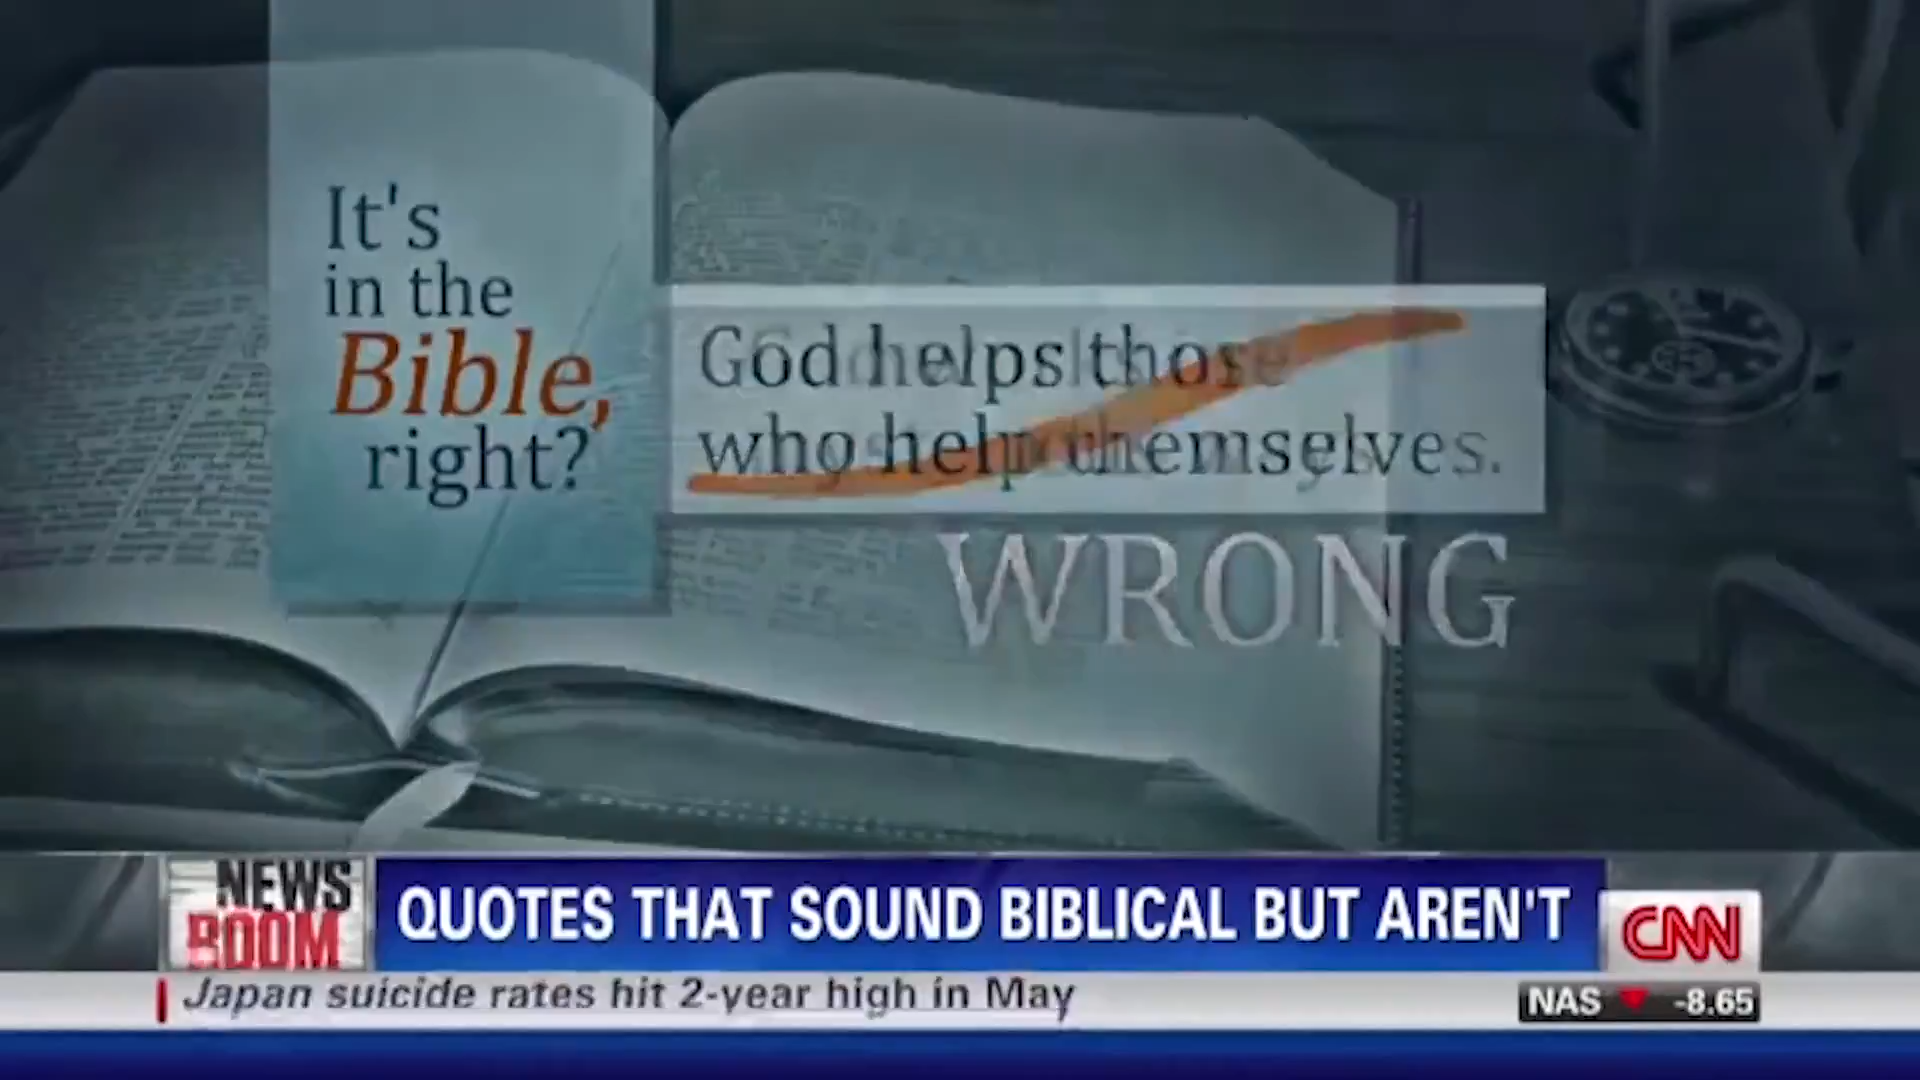 It's
in the
Bible,
right?
God helps those
who help themselves.
WRONG
NEWS
ROOM
QUOTES THAT SOUND BIBLICAL BUT AREN'T
CNN
Japan suicide rates hit 2-year high in May
NAS -8.65